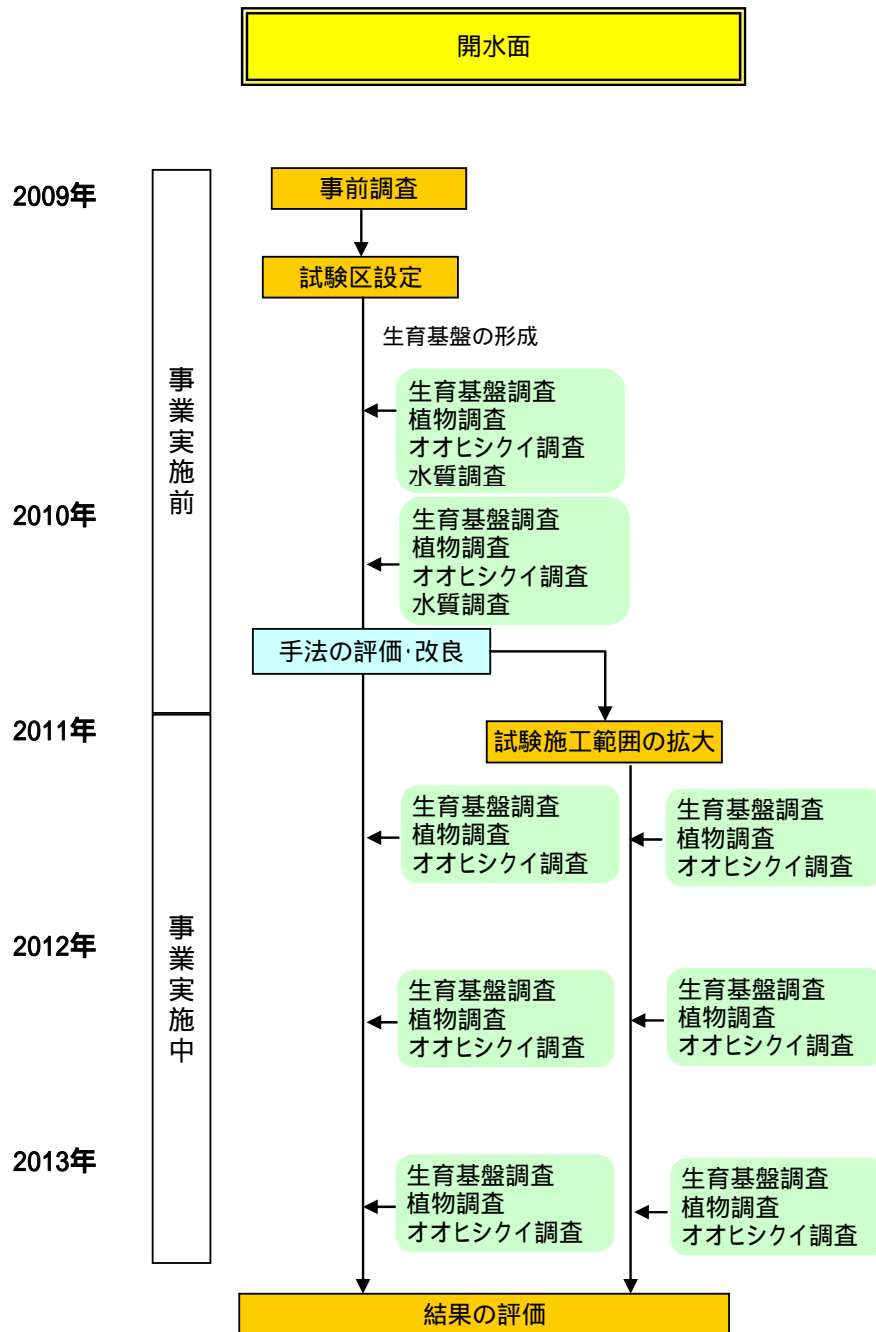 開水面
2009年
事前調査
試験区設定
生育基盤の形成
事業実施前
生育基盤調査
植物調査
オオヒシクイ調査
水質調査
2010年
生育基盤調査
植物調査
オオヒシクイ調査
水質調査
手法の評価･改良
2011年
試験施工範囲の拡大
生育基盤調査
植物調査
オオヒシクイ調査
生育基盤調査
植物調査
オオヒシクイ調査
事業実施中
2012年
生育基盤調査
植物調査
オオヒシクイ調査
生育基盤調査
植物調査
オオヒシクイ調査
2013年
生育基盤調査
植物調査
オオヒシクイ調査
生育基盤調査
植物調査
オオヒシクイ調査
結果の評価